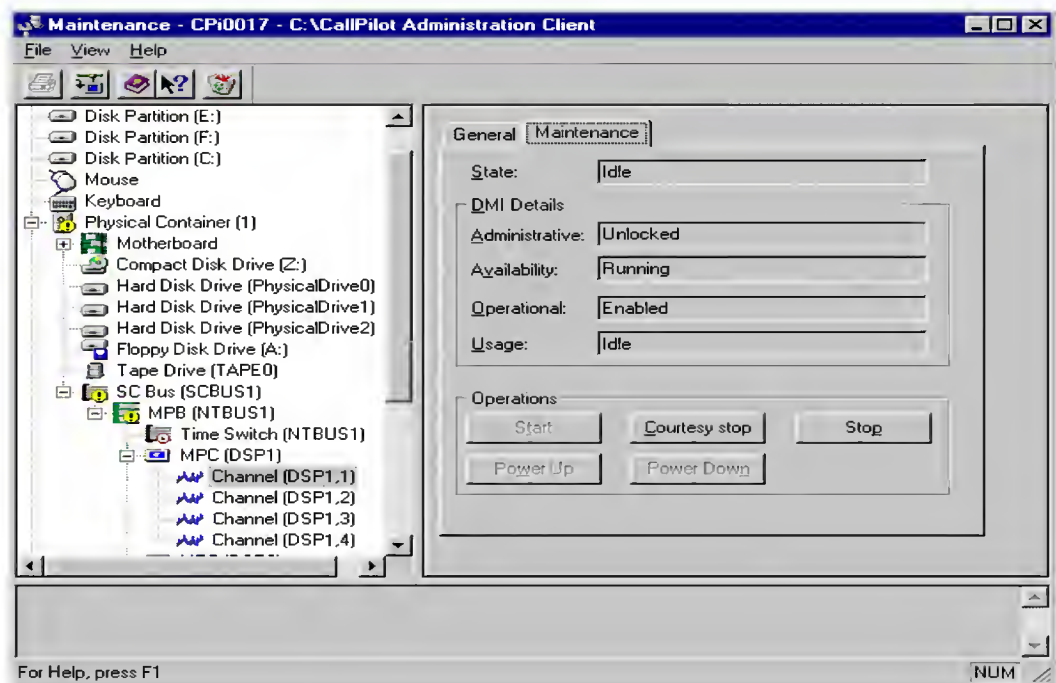 Maintenance - CPi0017 - C:\CallPilot Administration Client
File View Help
Disk Partition (E:)
Disk Partition (F:)
Disk Partition (C:)
Mouse
Keyboard
Physical Container (1)
Motherboard
Compact Disk Drive (Z:)
Hard Disk Drive (PhysicalDrive0)
Hard Disk Drive (PhysicalDrive1)
Hard Disk Drive (PhysicalDrive2)
Floppy Disk Drive (A:)
Tape Drive (TAPE0)
SC Bus (SCBUS1)
MPB (NTBUS1)
Time Switch (NTBUS1)
MPC (DSP1)
Channel (DSP1,1)
Channel (DSP1,2)
Channel (DSP1,3)
Channel (DSP1,4)
General Maintenance
State: Idle
DMI Details
Administrative: Unlocked
Availability: Running
Operational: Enabled
Usage: Idle
Operations
Start Courtesy stop Stop
Power Up Power Down
For Help, press F1
NUM